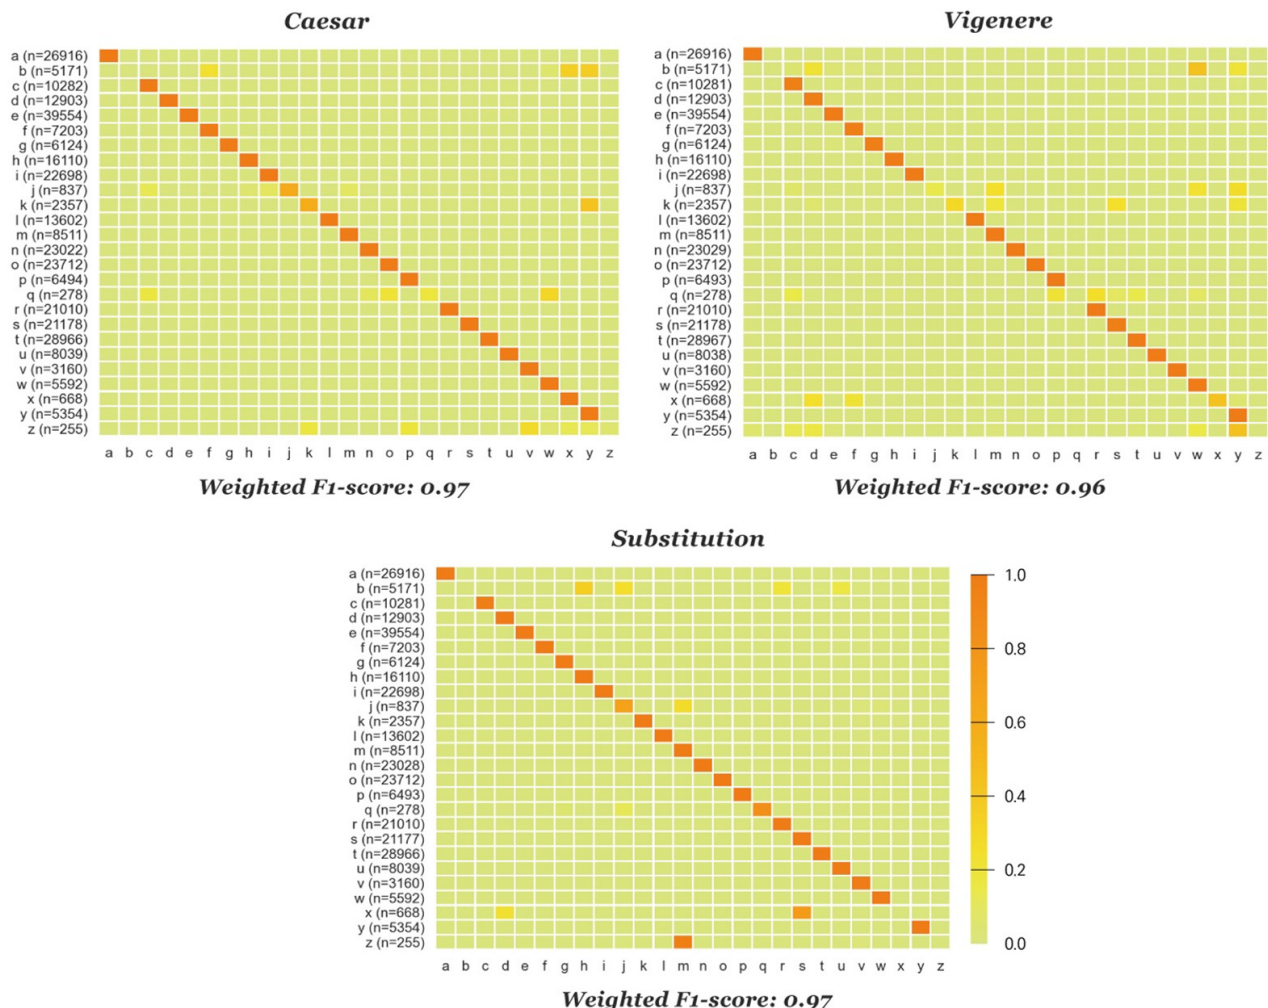 Caesar
a (n=26916)
b (n=5171)
c (n=10282)
d (n=12903)
e (n=39554)
f (n=7203)
g (n=6124)
h (n=16110)
i (n=22698)
j (n=837)
k (n=2357)
l (n=13602)
m (n=8511)
n (n=23022)
o (n=23712)
p (n=6494)
q (n=278)
r (n=21010)
s (n=21178)
t (n=28966)
u (n=8039)
v (n=3160)
w (n=5592)
x (n=668)
y (n=5354)
z (n=255)
a b c d e f g h i j k l m n o p q r s t u v w x y z
Weighted F1-score: 0.97
Vigenere
a (n=26916)
b (n=5171)
c (n=10281)
d (n=12903)
e (n=39554)
f (n=7203)
g (n=6124)
h (n=16110)
i (n=22698)
j (n=837)
k (n=2357)
l (n=13602)
m (n=8511)
n (n=23029)
o (n=23712)
p (n=6493)
q (n=278)
r (n=21010)
s (n=21178)
t (n=28967)
u (n=8038)
v (n=3160)
w (n=5592)
x (n=668)
y (n=5354)
z (n=255)
a b c d e f g h i j k l m n o p q r s t u v w x y z
Weighted F1-score: 0.96
Substitution
a (n=26916)
b (n=5171)
c (n=10281)
d (n=12903)
e (n=39554)
f (n=7203)
g (n=6124)
h (n=16110)
i (n=22698)
j (n=837)
k (n=2357)
l (n=13602)
m (n=8511)
n (n=23028)
o (n=23712)
p (n=6493)
q (n=278)
r (n=21010)
s (n=21177)
t (n=28966)
u (n=8039)
v (n=3160)
w (n=5592)
x (n=668)
y (n=5354)
z (n=255)
a b c d e f g h i j k l m n o p q r s t u v w x y z
1.0
0.8
0.6
0.4
0.2
0.0
Weighted F1-score: 0.97